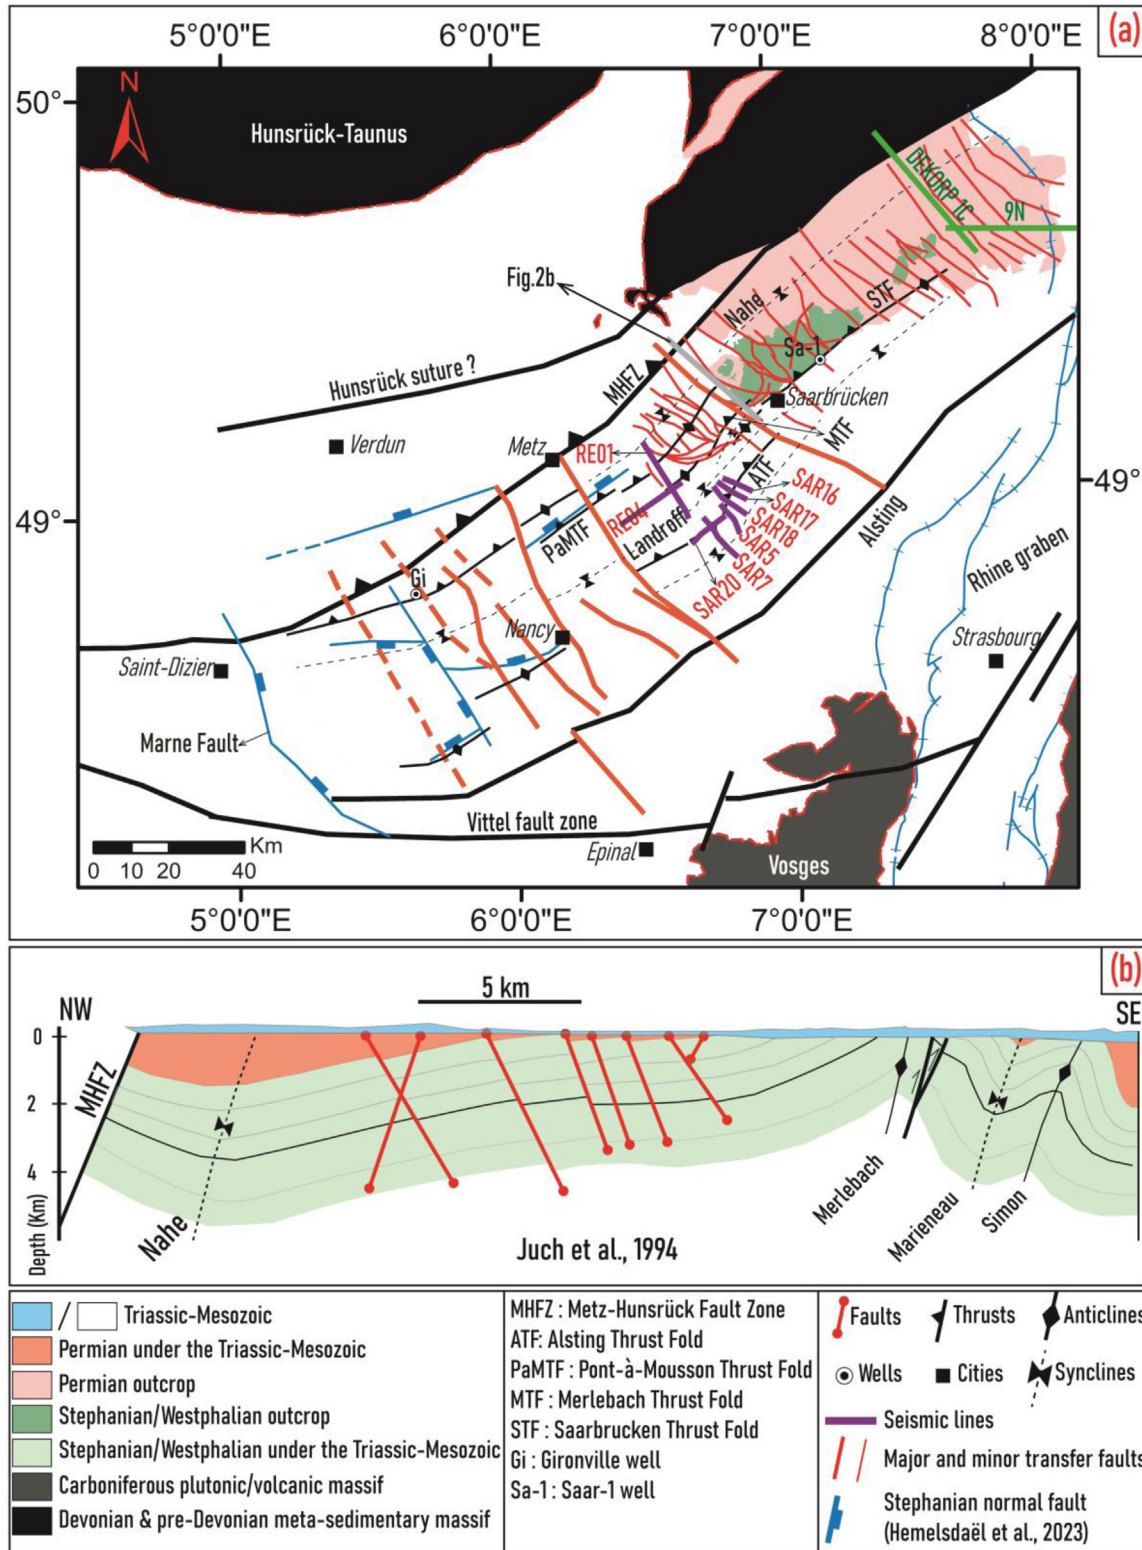 (a)
5°0'0"E 6°0'0"E 7°0'0"E 8°0'0"E
N
50°
Hunsrück-Taunus
DEKORP 1C
9N
Fig.2b
Nahe
STF
Sa-1
Hunsrück suture ?
MHFZ
Saarbrücken
Verdun
Metz
RE01
MTF
ATF
49°
SAR16
SAR17
SAR18
SAR5
SAR7
SAR20
RE04
Landroff
PaMTF
49°
Alsting
Gi
Rhine graben
Nancy
Strasbourg
Saint-Dizier
Marne Fault
Vittel fault zone
Km
0 10 20 40
Epinal
Vosges
5°0'0"E 6°0'0"E 7°0'0"E
(b)
NW
5 km
SE
0
2
4
Depth (Km)
MHFZ
Nahe
Merlebach
Marieneau
Simon
Juch et al., 1994
/ Triassic-Mesozoic
Permian under the Triassic-Mesozoic
Permian outcrop
Stephanian/Westphalian outcrop
Stephanian/Westphalian under the Triassic-Mesozoic
Carboniferous plutonic/volcanic massif
Devonian & pre-Devonian meta-sedimentary massif
MHFZ : Metz-Hunsrück Fault Zone
ATF: Alsting Thrust Fold
PaMTF : Pont-à-Mousson Thrust Fold
MTF : Merlebach Thrust Fold
STF : Saarbrucken Thrust Fold
Gi : Gironville well
Sa-1 : Saar-1 well
Faults Thrusts Anticlines
Wells Cities Synclines
Seismic lines
Major and minor transfer faults
Stephanian normal fault
(Hemelsdaël et al., 2023)